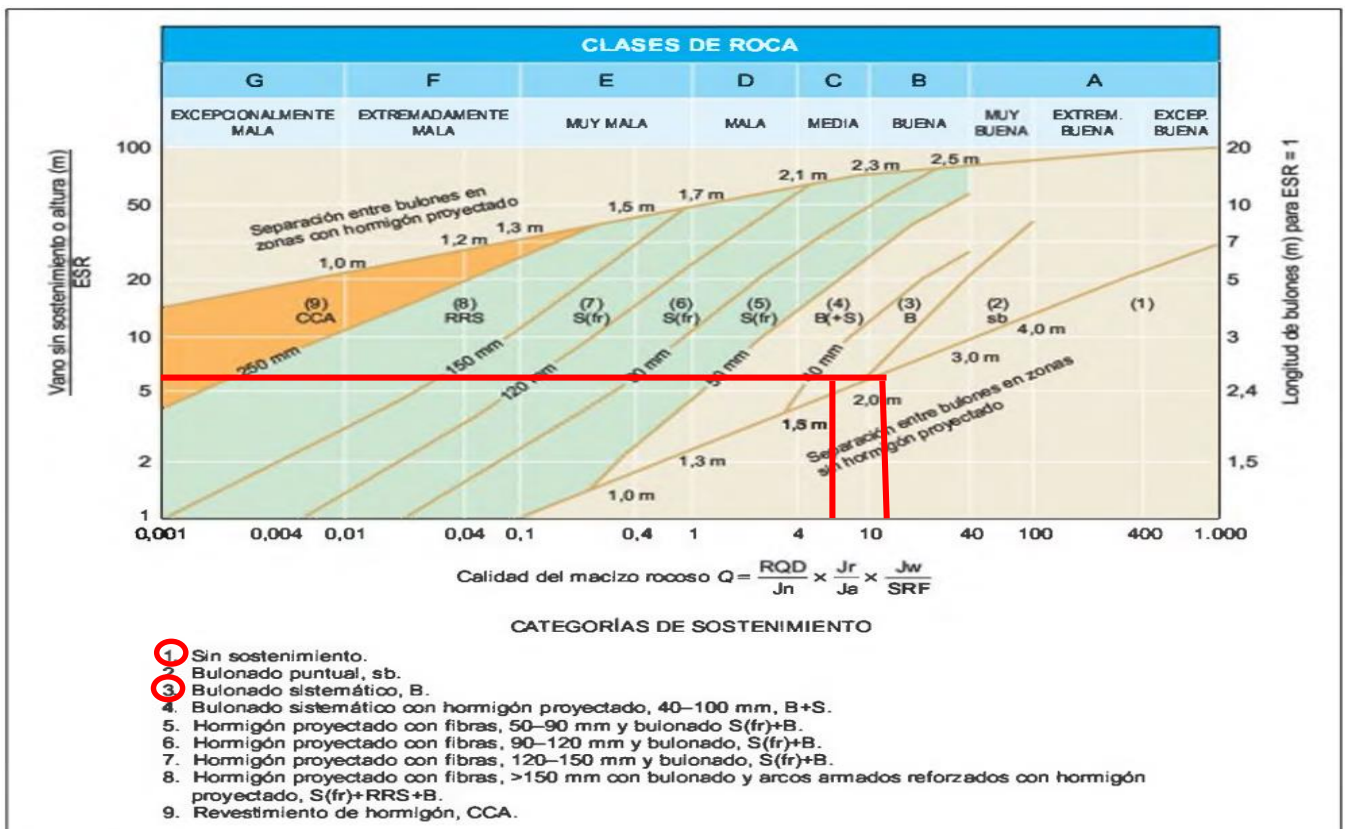 CLASES DE ROCA
G F E D C B A
EXCEPCIONALMENTE MALA
EXTREMADAMENTE MALA
MUY MALA
MALA
MEDIA
BUENA
MUY BUENA
EXTREM. BUENA
EXCEP. BUENA
Vano sin sostenimiento o altura (m)
ESR
100
50
20
10
5
2
1
20
10
7
5
3
2,4
1,5
Longitud de bulones (m) para ESR = 1
Separación entre bulones en
zonas con hormigón proyectado
1,0 m
1,2 m
1,3 m
1,5 m
1,7 m
2,1 m
2,3 m
2,5 m
(9) CCA
(8) RRS
(7) S(fr)
(6) S(fr)
(5) S(fr)
(4) B(+S)
(3) B
(2) sb
(1)
250 mm
150 mm
120 mm
50 mm
1,0 m
1,3 m
1,5 m
2,0 m
3,0 m
4,0 m
Separación entre bulones en zonas
sin hormigón proyectado
0,001 0,004 0,01 0,04 0,1 0,4 1 4 10 40 100 400 1.000
Calidad del macizo rocoso Q = RQD/Jn × Jr/Ja × Jw/SRF
CATEGORÍAS DE SOSTENIMIENTO
1. Sin sostenimiento.
2. Bulonado puntual, sb.
3. Bulonado sistemático, B.
4. Bulonado sistemático con hormigón proyectado, 40–100 mm, B+S.
5. Hormigón proyectado con fibras, 50–90 mm y bulonado S(fr)+B.
6. Hormigón proyectado con fibras, 90–120 mm y bulonado, S(fr)+B.
7. Hormigón proyectado con fibras, 120–150 mm y bulonado, S(fr)+B.
8. Hormigón proyectado con fibras, >150 mm con bulonado y arcos armados reforzados con hormigón
proyectado, S(fr)+RRS+B.
9. Revestimiento de hormigón, CCA.